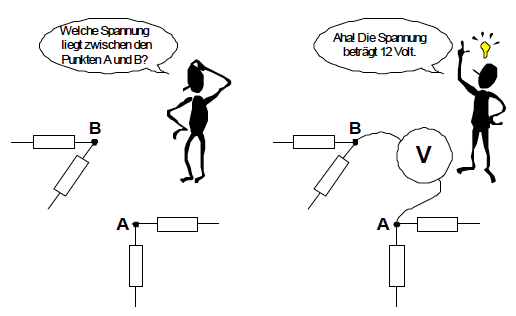 Welche Spannung
liegt zwischen den
Punkten A und B?
B
A
Aha! Die Spannung
beträgt 12 Volt.
B
V
A